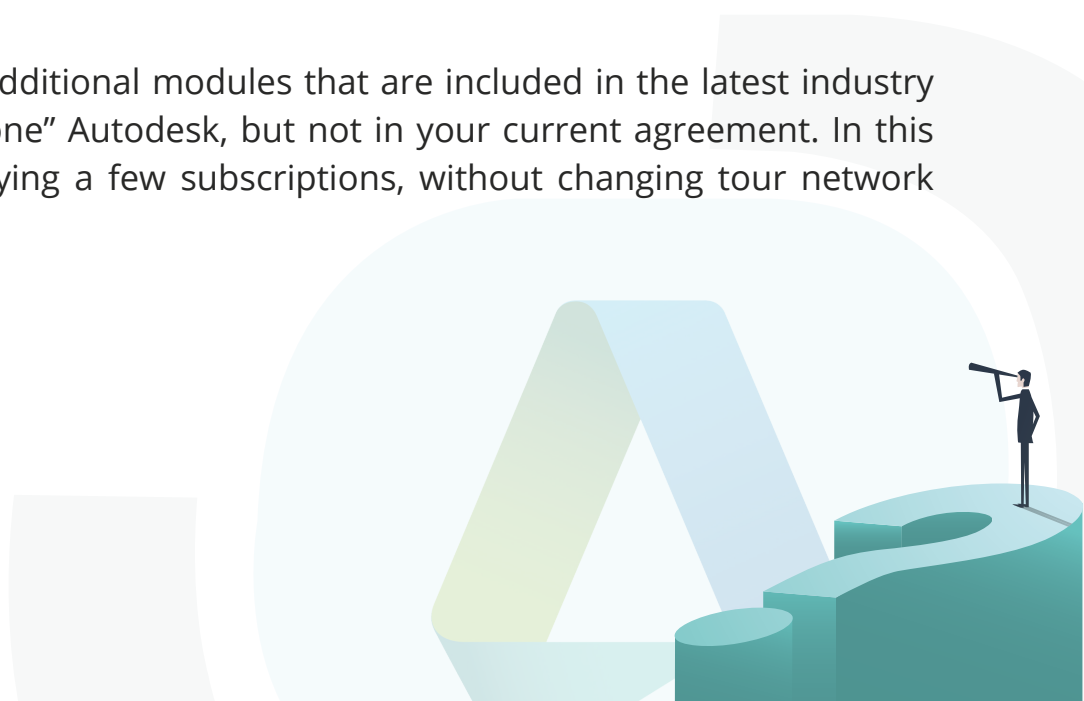 dditional modules that are included in the latest industry
one” Autodesk, but not in your current agreement. In this
ying a few subscriptions, without changing tour network